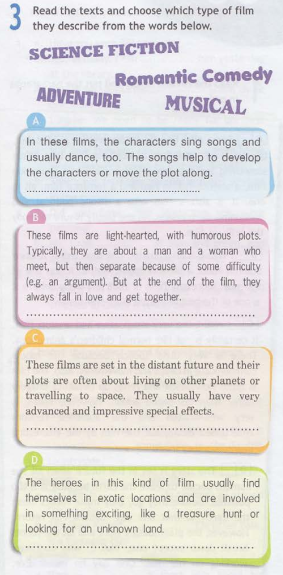 3 Read the texts and choose which type of film
they describe from the words below.
SCIENCE FICTION
Romantic Comedy
ADVENTURE MUSICAL
A
In these films, the characters sing songs and
usually dance, too. The songs help to develop
the characters or move the plot along.
B
These films are light-hearted, with humorous plots.
Typically, they are about a man and a woman who
meet, but then separate because of some difficulty
(e.g. an argument). But at the end of the film, they
always fall in love and get together.
C
These films are set in the distant future and their
plots are often about living on other planets or
travelling to space. They usually have very
advanced and impressive special effects.
D
The heroes in this kind of film usually find
themselves in exotic locations and are involved
in something exciting, like a treasure hunt or
looking for an unknown land.